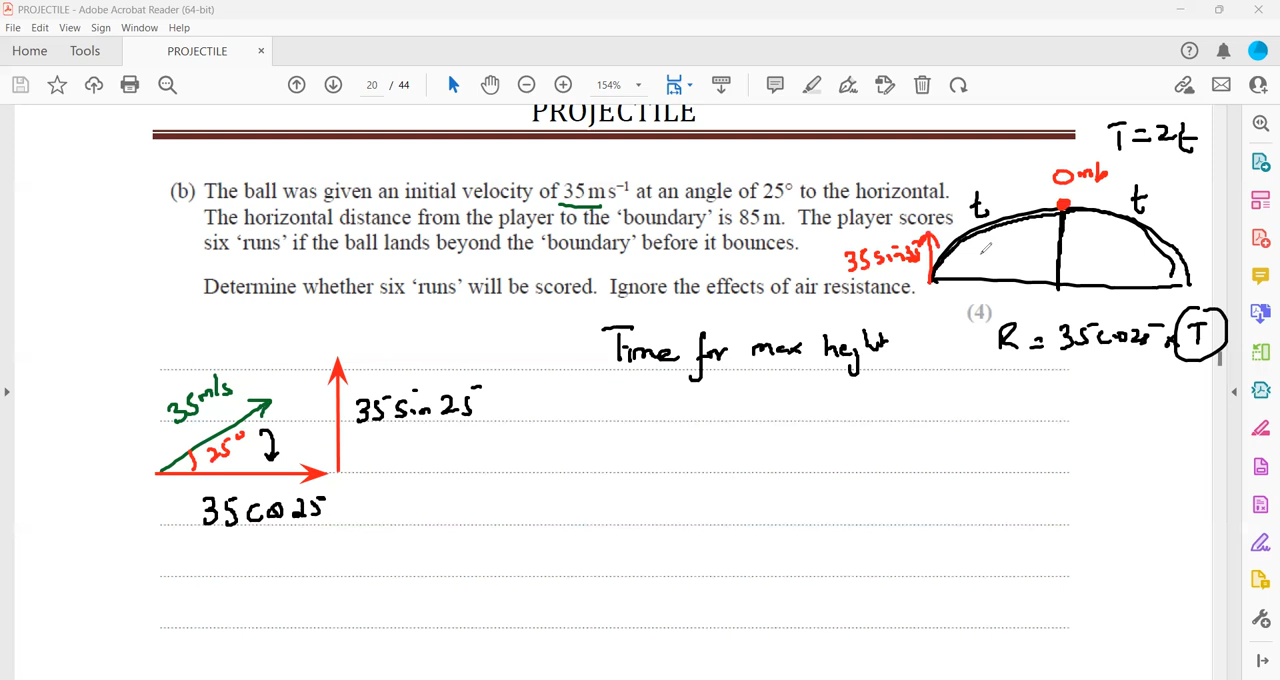 PROJECTILE - Adobe Acrobat Reader (64-bit)
File Edit View Sign Window Help
Home Tools PROJECTILE ×
20 / 44 154%
PROJECTILE
T = 2t
(b) The ball was given an initial velocity of 35 m s⁻¹ at an angle of 25° to the horizontal.
The horizontal distance from the player to the ‘boundary’ is 85 m. The player scores
six ‘runs’ if the ball lands beyond the ‘boundary’ before it bounces.
Determine whether six ‘runs’ will be scored. Ignore the effects of air resistance.
(4)
0 m/s
t t
35 sin 25
R = 35 cos 25 × T
Time for max height
35 m/s
25°
35 sin 25
35 cos 25